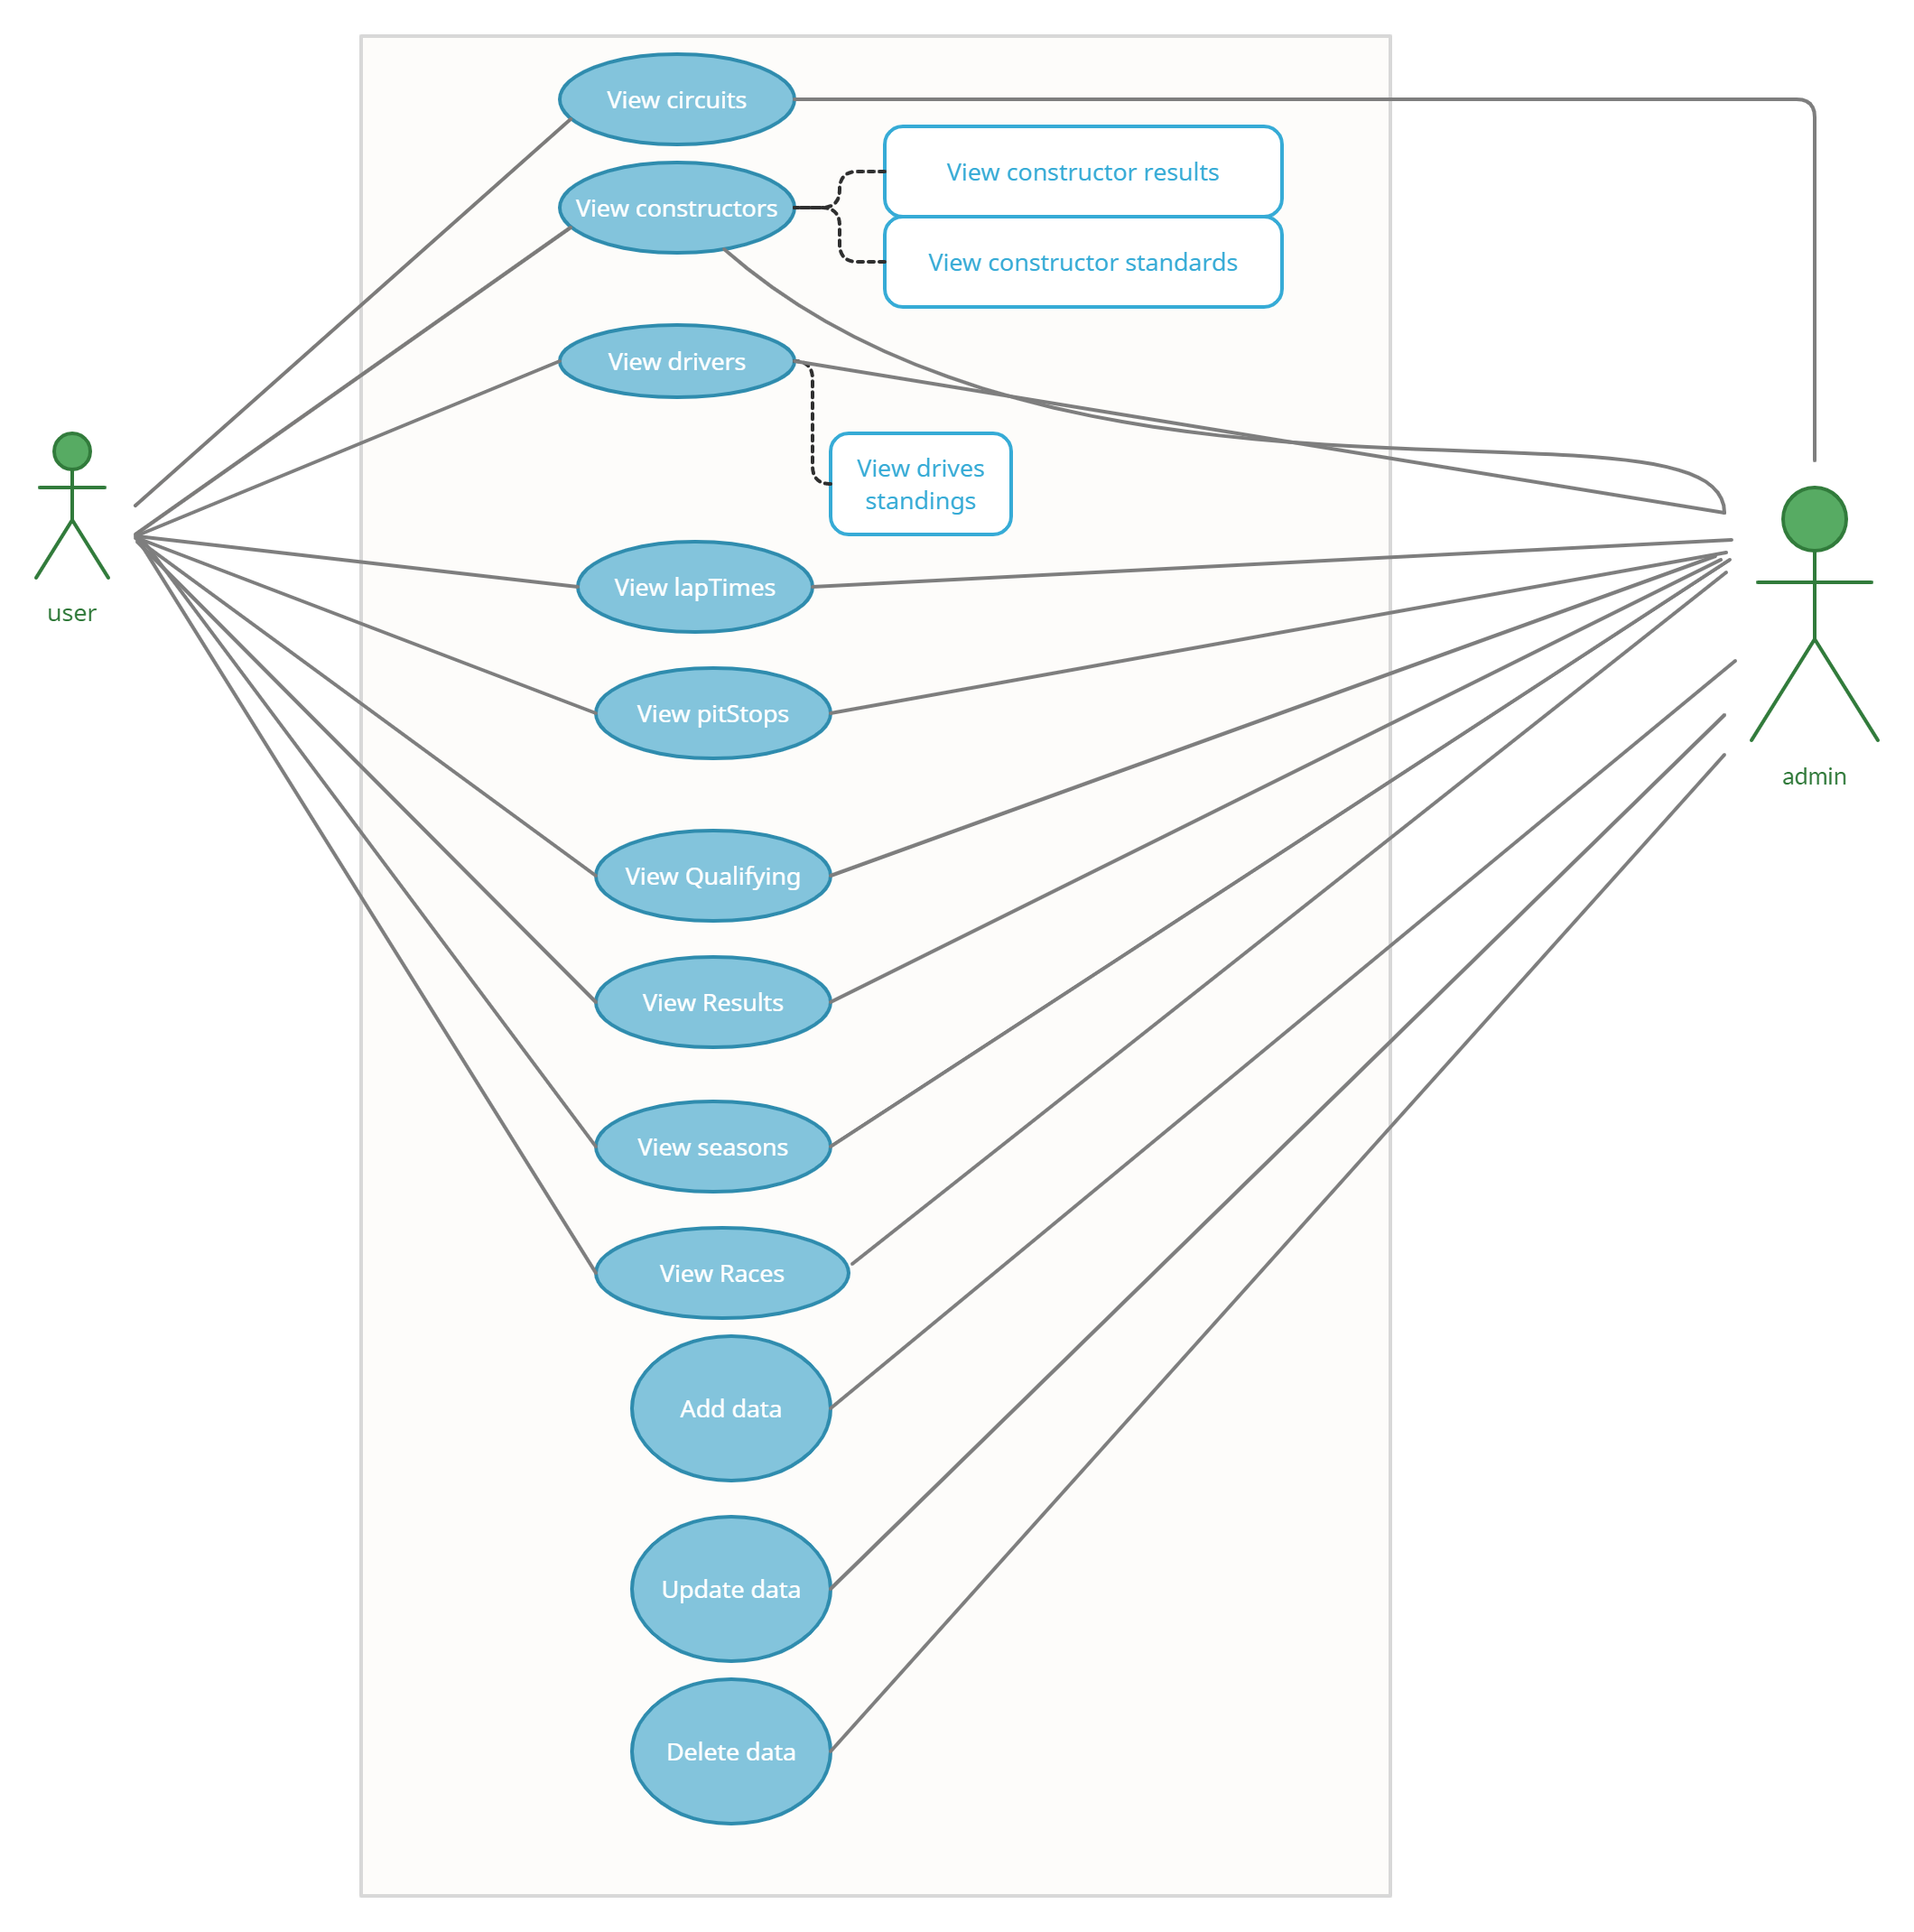 View circuits
View constructor results
View constructors
View constructor standards
View drivers
View drives
standings
View lapTimes
user
View pitStops
admin
View Qualifying
View Results
View seasons
View Races
Add data
Update data
Delete data